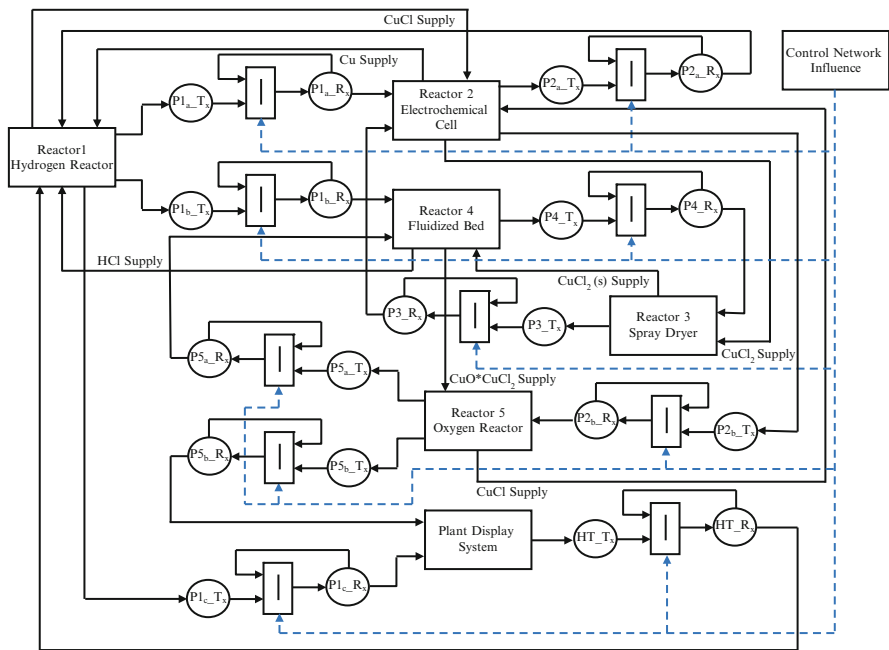 CuCl Supply
Cu Supply
Control Network
Influence
P1a_Tx
P1a_Rx
Reactor 2
Electrochemical
Cell
P2a_Tx
P2a_Rx
Reactor1
Hydrogen Reactor
P1b_Tx
P1b_Rx
Reactor 4
Fluidized Bed
P4_Tx
P4_Rx
HCl Supply
CuCl2 (s) Supply
P3_Rx
P3_Tx
Reactor 3
Spray Dryer
CuCl2 Supply
P5a_Rx
P5a_Tx
CuO*CuCl2 Supply
Reactor 5
Oxygen Reactor
P2b_Rx
P2b_Tx
P5b_Rx
P5b_Tx
CuCl Supply
Plant Display
System
HT_Tx
HT_Rx
P1c_Tx
P1c_Rx